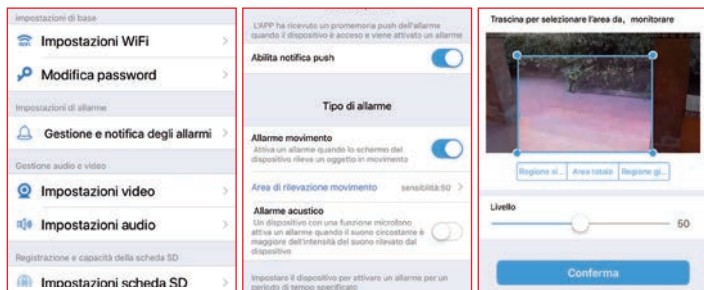 impostazioni di base
Impostazioni WiFi
Modifica password
Impostazioni di allarme
Gestione e notifica degli allarmi
Gestione audio e video
Impostazioni video
Impostazioni audio
Registrazione e capacità della scheda SD
Impostazioni scheda SD
L'APP ha ricevuto un promemoria push dell'allarme
quando il dispositivo è acceso e viene attivato un allarme
Abilita notifica push
Tipo di allarme
Allarme movimento
Attiva un allarme quando lo schermo del
dispositivo rileva un oggetto in movimento
Area di rilevazione movimento sensibilità:50
Allarme acustico
Un dispositivo con una funzione microfono
attiva un allarme quando il suono circostante è
maggiore dell'intensità del suono rilevato dal
dispositivo
Impostare il dispositivo per attivare un allarme per un
periodo di tempo specificato
Trascina per selezionare l'area da, monitorare
Regione si... Area totale Regione gi...
Livello
50
Conferma